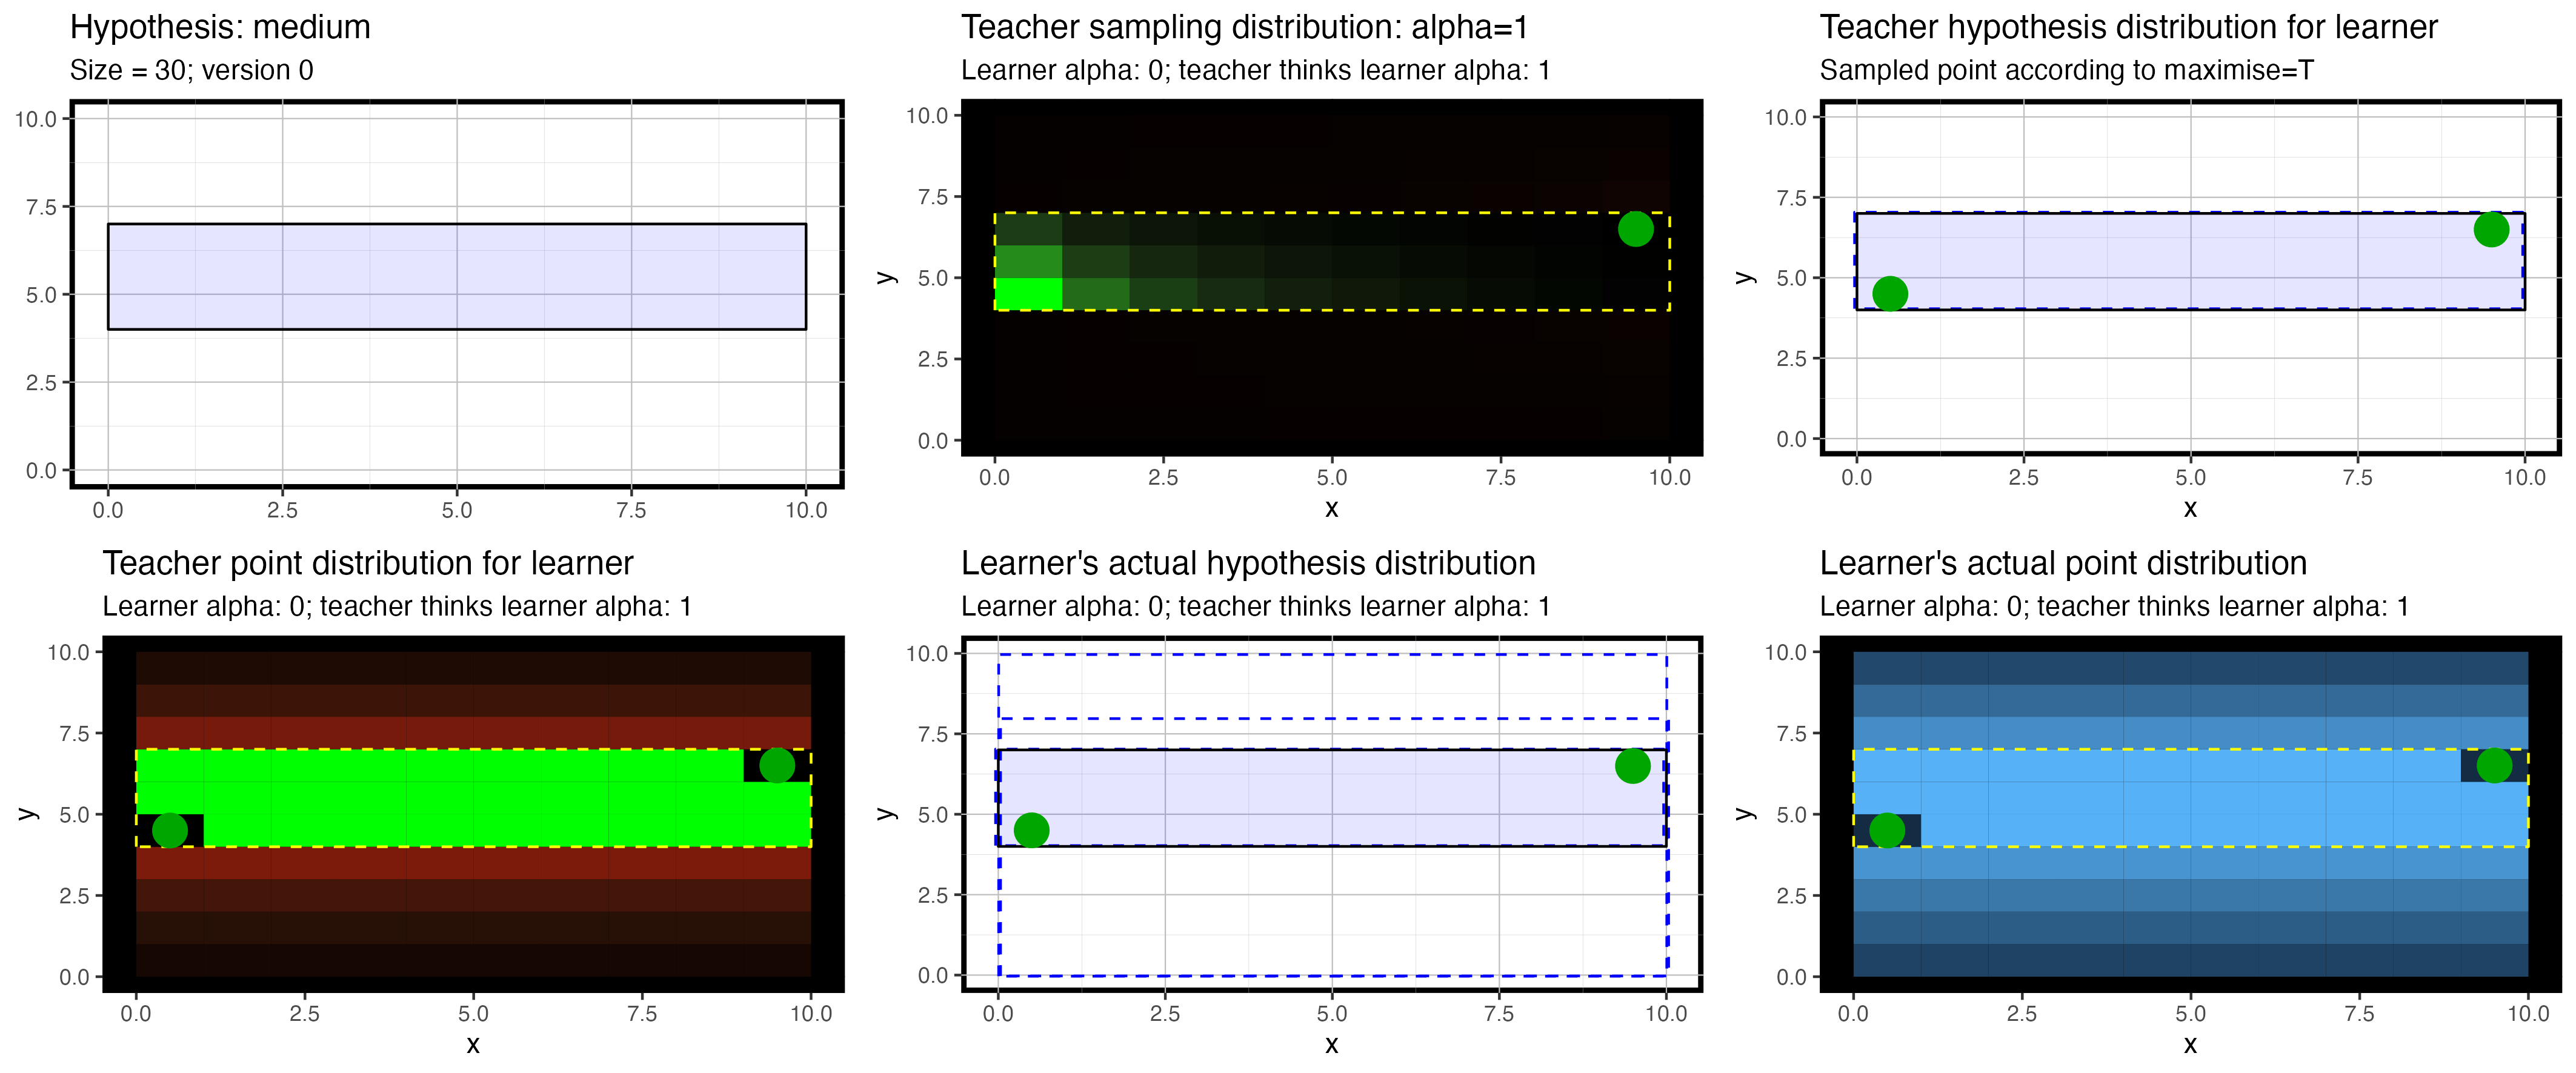 Hypothesis: medium
Size = 30; version 0
10.0
7.5
5.0
2.5
0.0
0.0 2.5 5.0 7.5 10.0
Teacher sampling distribution: alpha=1
Learner alpha: 0; teacher thinks learner alpha: 1
y
10.0
7.5
5.0
2.5
0.0
0.0 2.5 5.0 7.5 10.0
x
Teacher hypothesis distribution for learner
Sampled point according to maximise=T
y
10.0
7.5
5.0
2.5
0.0
0.0 2.5 5.0 7.5 10.0
x
Teacher point distribution for learner
Learner alpha: 0; teacher thinks learner alpha: 1
y
10.0
7.5
5.0
2.5
0.0
0.0 2.5 5.0 7.5 10.0
x
Learner's actual hypothesis distribution
Learner alpha: 0; teacher thinks learner alpha: 1
y
10.0
7.5
5.0
2.5
0.0
0.0 2.5 5.0 7.5 10.0
x
Learner's actual point distribution
Learner alpha: 0; teacher thinks learner alpha: 1
y
10.0
7.5
5.0
2.5
0.0
0.0 2.5 5.0 7.5 10.0
x